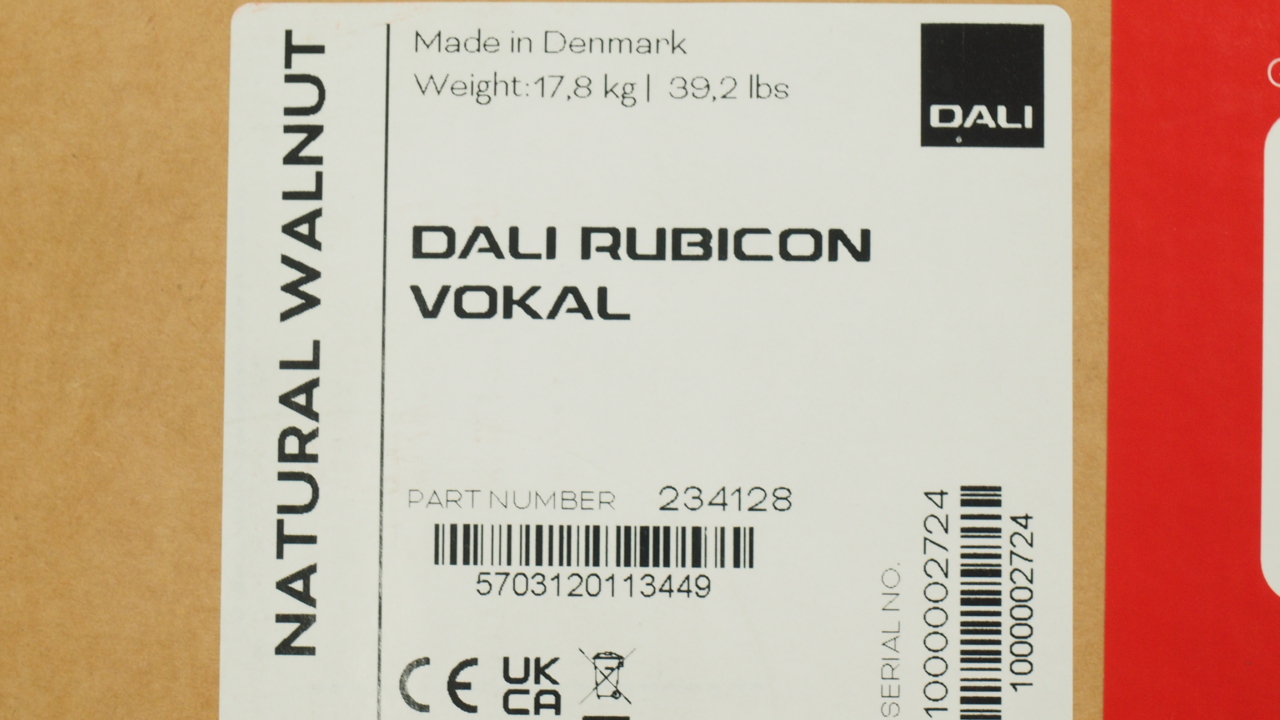 NATURAL WALNUT
Made in Denmark
Weight:17,8 kg| 39,2 lbs
DALI
DALI RUBICON
VOKAL
PART NUMBER 234128
5703120113449
SERIAL NO.
1000002724
1000002724
CE
UK
CA